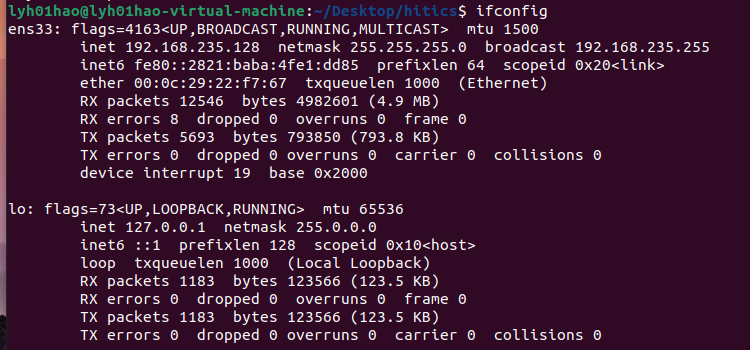 lyh01hao@lyh01hao-virtual-machine:~/Desktop/hitics$ ifconfig
ens33: flags=4163<UP,BROADCAST,RUNNING,MULTICAST>  mtu 1500
        inet 192.168.235.128  netmask 255.255.255.0  broadcast 192.168.235.255
        inet6 fe80::2821:baba:4fe1:dd85  prefixlen 64  scopeid 0x20<link>
        ether 00:0c:29:22:f7:67  txqueuelen 1000  (Ethernet)
        RX packets 12546  bytes 4982601 (4.9 MB)
        RX errors 8  dropped 0  overruns 0  frame 0
        TX packets 5693  bytes 793850 (793.8 KB)
        TX errors 0  dropped 0 overruns 0  carrier 0  collisions 0
        device interrupt 19  base 0x2000

lo: flags=73<UP,LOOPBACK,RUNNING>  mtu 65536
        inet 127.0.0.1  netmask 255.0.0.0
        inet6 ::1  prefixlen 128  scopeid 0x10<host>
        loop  txqueuelen 1000  (Local Loopback)
        RX packets 1183  bytes 123566 (123.5 KB)
        RX errors 0  dropped 0  overruns 0  frame 0
        TX packets 1183  bytes 123566 (123.5 KB)
        TX errors 0  dropped 0 overruns 0  carrier 0  collisions 0